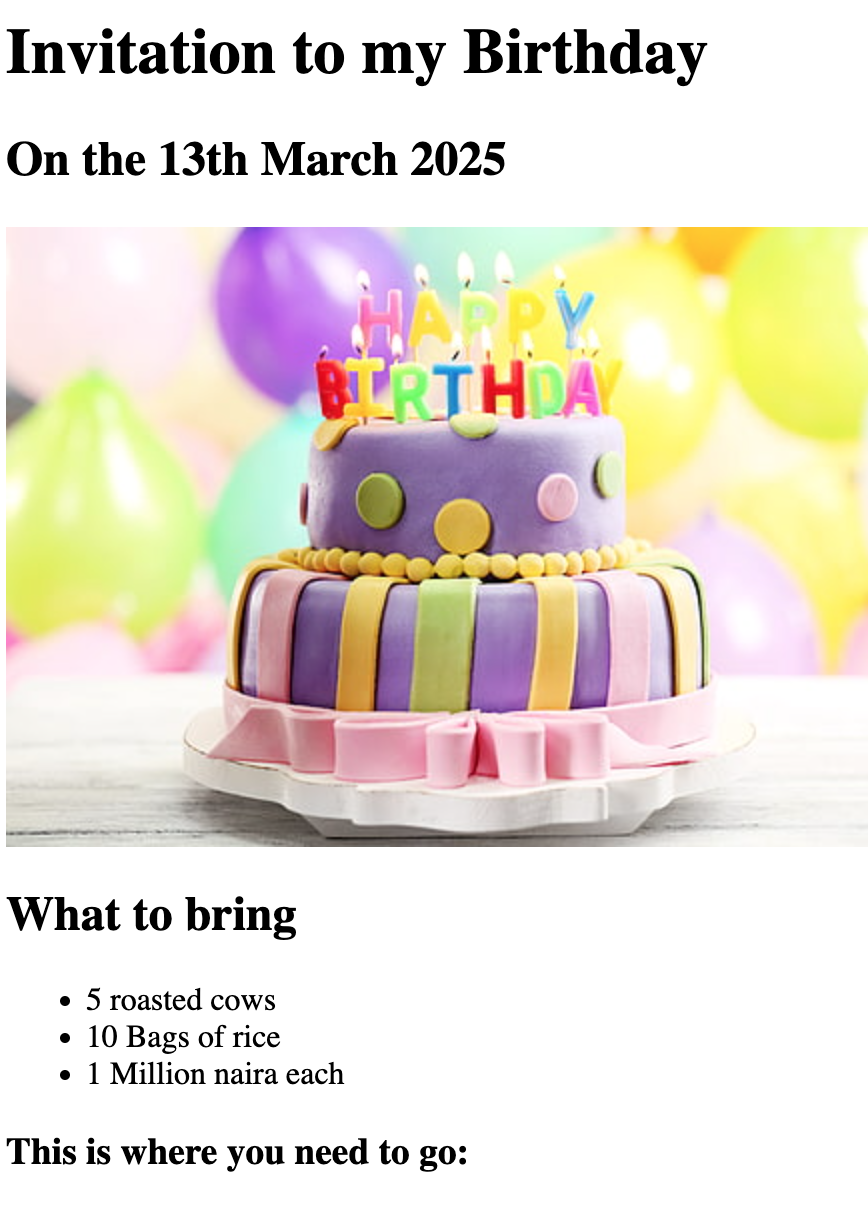 Invitation to my Birthday
On the 13th March 2025
HAPPY
BIRTHDAY
What to bring
5 roasted cows
10 Bags of rice
1 Million naira each
This is where you need to go: